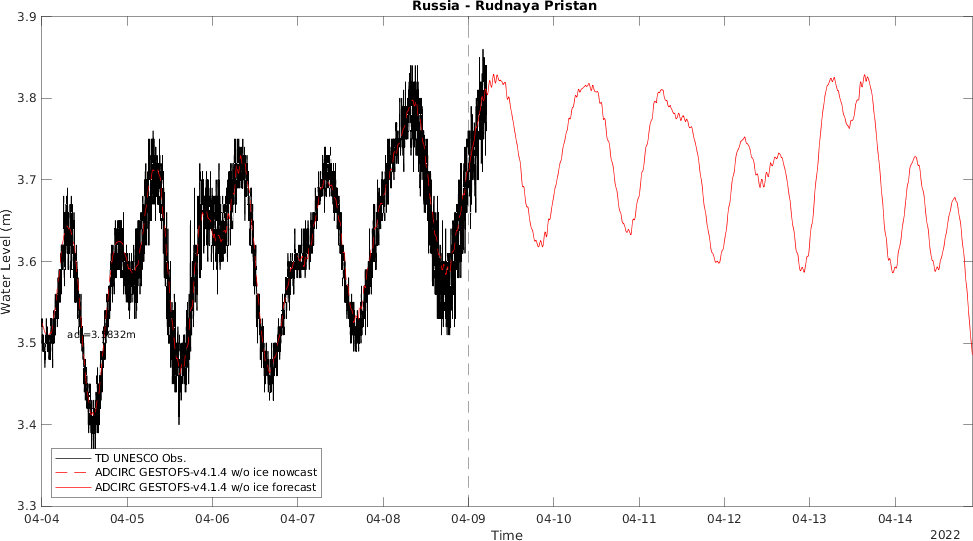 Russia - Rudnaya Pristan
3.9
3.8
3.7
3.6
3.5
3.4
3.3
Water Level (m)
TD UNESCO Obs.
ADCIRC GESTOFS-v4.1.4 w/o ice nowcast
ADCIRC GESTOFS-v4.1.4 w/o ice forecast
04-04 04-05 04-06 04-07 04-08 04-09 04-10 04-11 04-12 04-13 04-14
Time
2022